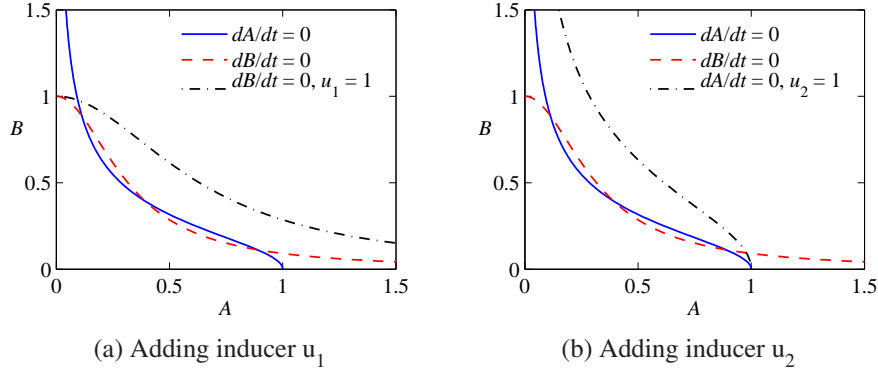 1.5
1
B
0.5
0
0 0.5 1 1.5
A
dA/dt = 0
dB/dt = 0
dB/dt = 0, u₁ = 1
(a) Adding inducer u₁
1.5
1
B
0.5
0
0 0.5 1 1.5
A
dA/dt = 0
dB/dt = 0
dA/dt = 0, u₂ = 1
(b) Adding inducer u₂